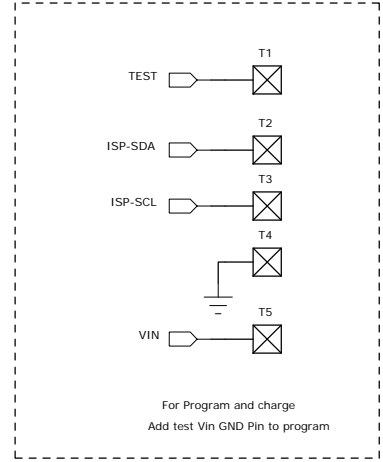 T1
TEST
T2
ISP-SDA
T3
ISP-SCL
T4
T5
VIN
For Program and charge
Add test Vin GND Pin to program